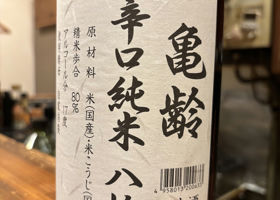 亀齢
辛口純米 八
原材料 米(国産)・米こうじ
精米歩合 80%
アルコール分 17度